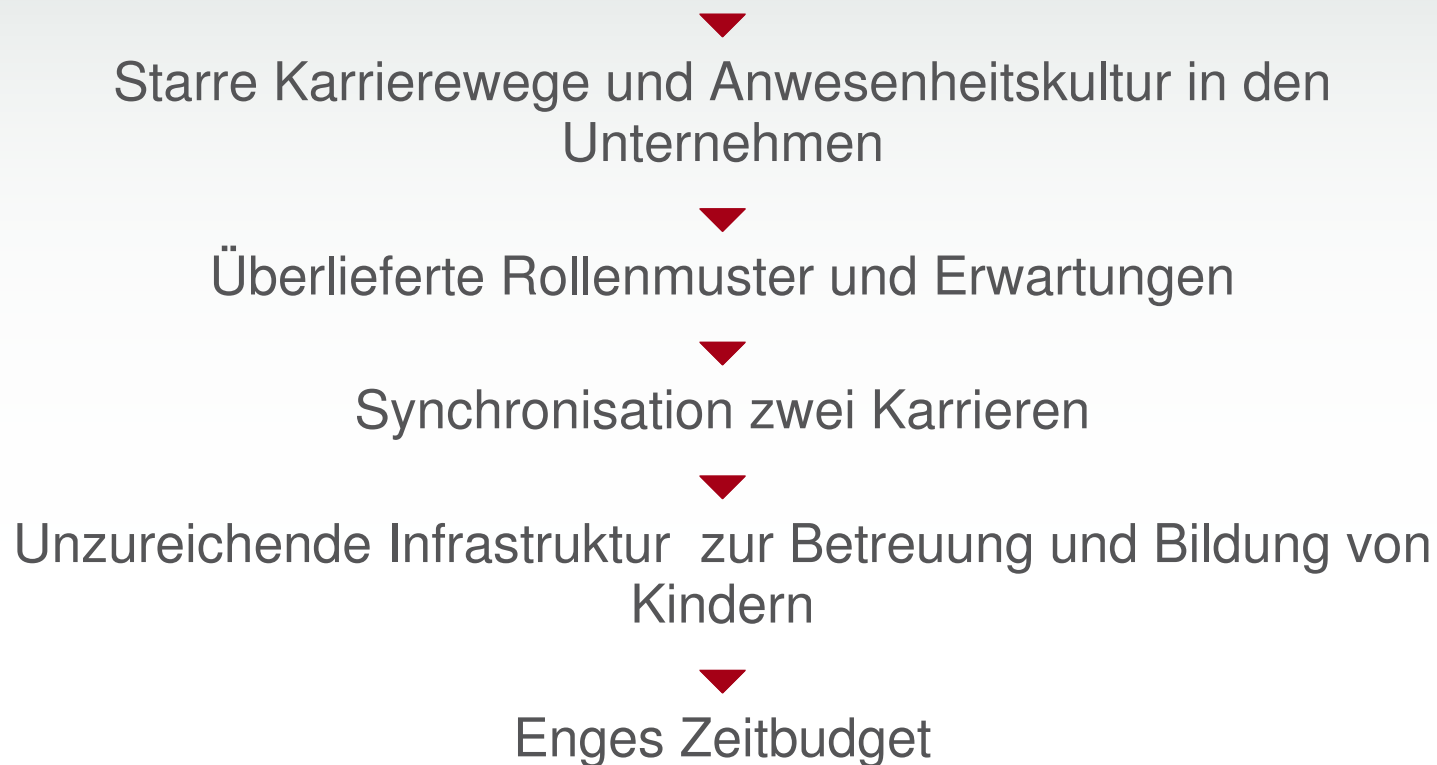 Starre Karrierewege und Anwesenheitskultur in den
Unternehmen
Überlieferte Rollenmuster und Erwartungen
Synchronisation zwei Karrieren
Unzureichende Infrastruktur  zur Betreuung und Bildung von
Kindern
Enges Zeitbudget